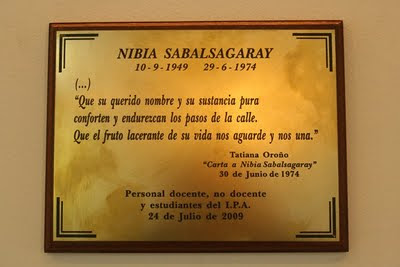 NIBIA SABALSAGARAY
10-9-1949 29-6-1974
(...)
"Que su querido nombre y su sustancia pura
conforten y endurezcan los pasos de la calle.
Que el fruto lacerante de su vida nos aguarde y nos una."
Tatiana Oroño
"Carta a Nibia Sabalsagaray"
30 de Junio de 1974
Personal docente, no docente
y estudiantes del I.P.A.
24 de Julio de 2009